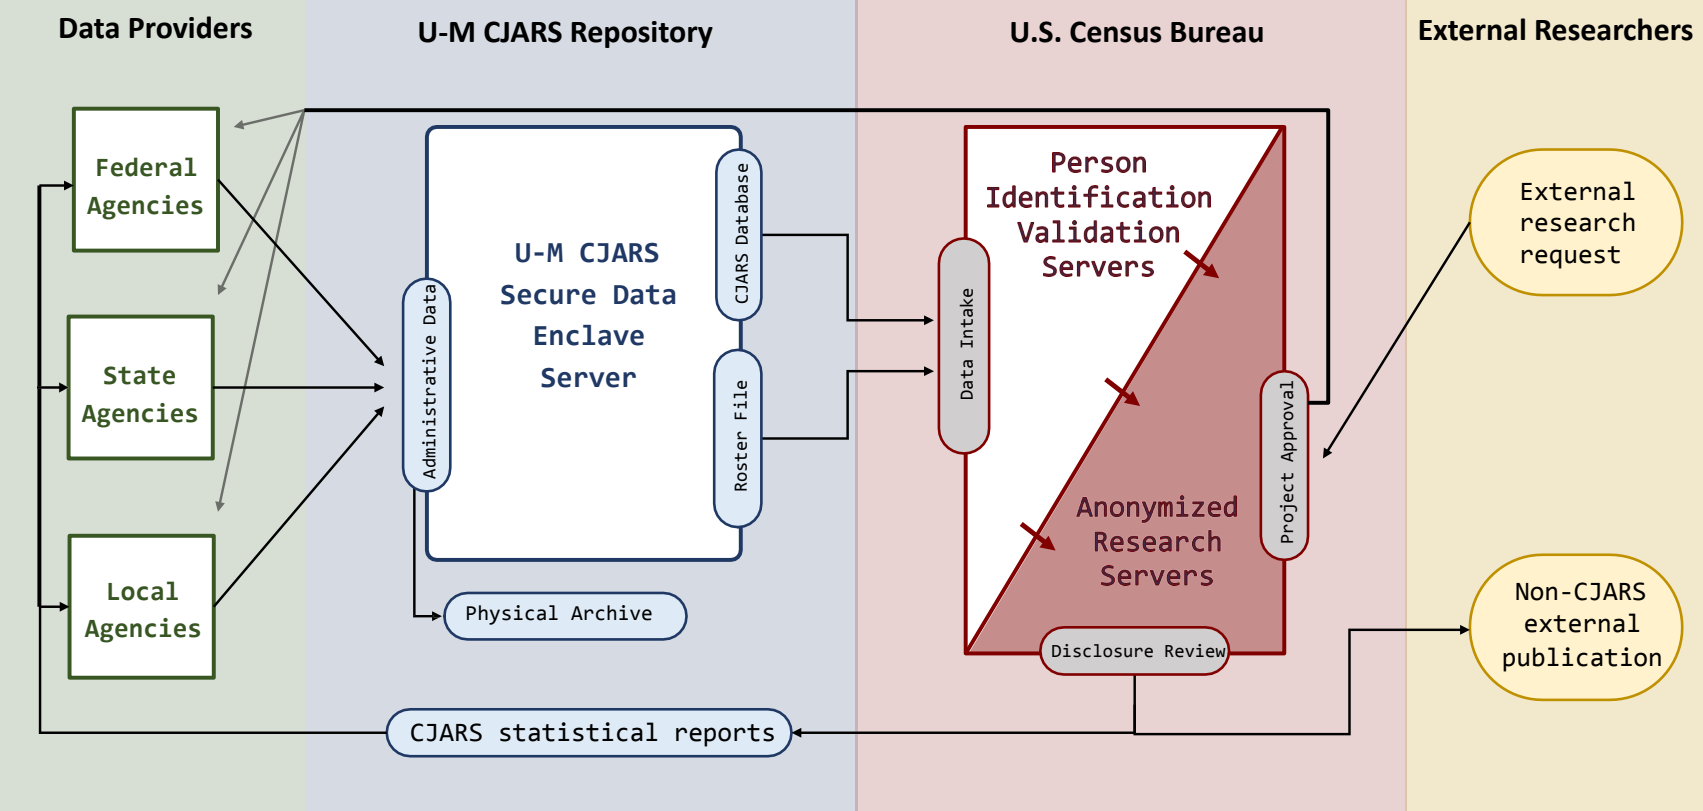 Data Providers
U-M CJARS Repository
U.S. Census Bureau
External Researchers
Federal
Agencies
State
Agencies
Local
Agencies
Administrative Data
U-M CJARS
Secure Data
Enclave
Server
CJARS Database
Roster File
Physical Archive
CJARS statistical reports
Data Intake
Person
Identification
Validation
Servers
Anonymized
Research
Servers
Project Approval
Disclosure Review
External
research
request
Non-CJARS
external
publication